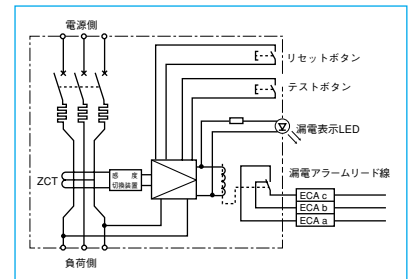 電源側
リセットボタン
テストボタン
漏電表示LED
漏電アラームリード線
ZCT
感 度
切換装置
ECA c
ECA b
ECA a
負荷側